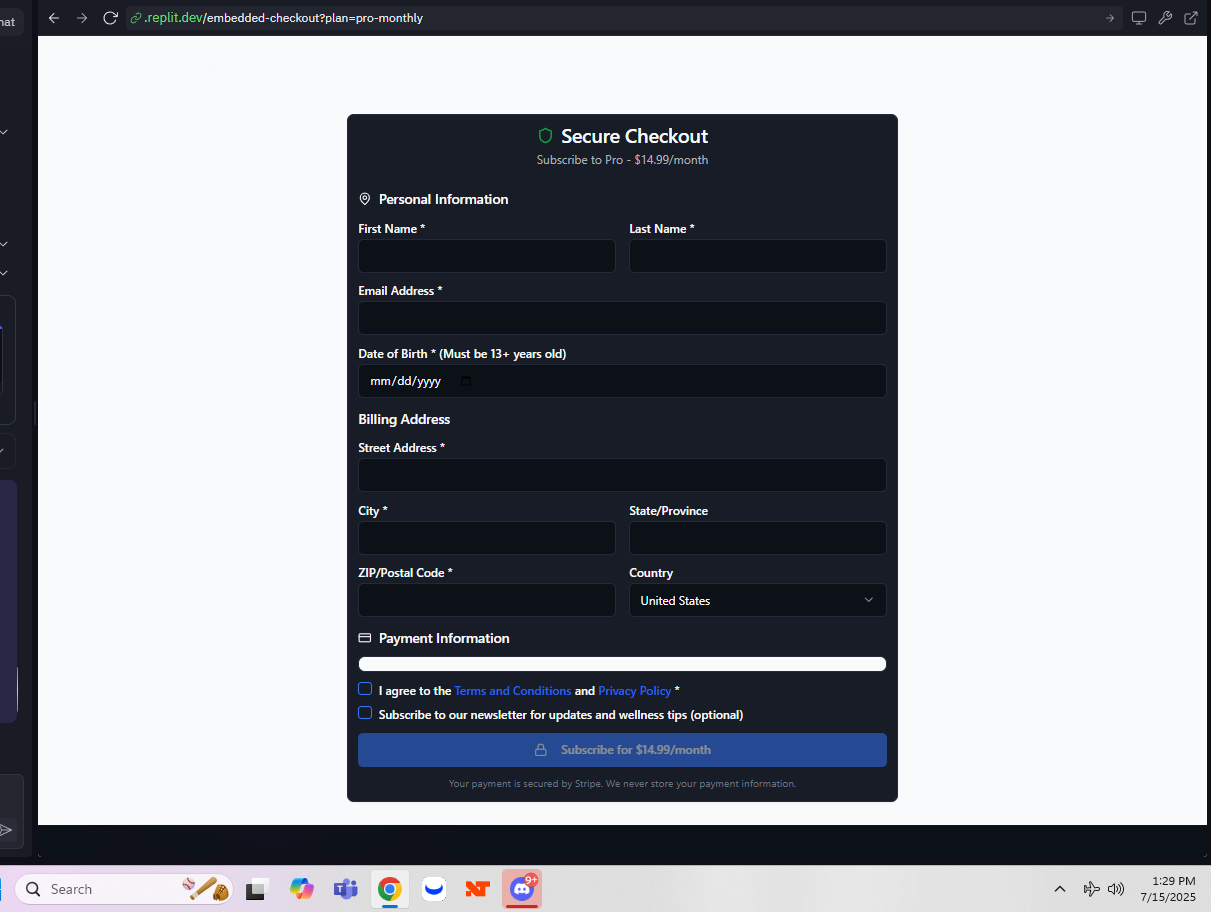 hat
.replit.dev/embedded-checkout?plan=pro-monthly
Secure Checkout
Subscribe to Pro - $14.99/month
Personal Information
First Name * Last Name *
Email Address *
Date of Birth * (Must be 13+ years old)
mm/dd/yyyy
Billing Address
Street Address *
City * State/Province
ZIP/Postal Code * Country
United States
Payment Information
I agree to the Terms and Conditions and Privacy Policy *
Subscribe to our newsletter for updates and wellness tips (optional)
Subscribe for $14.99/month
Your payment is secured by Stripe. We never store your payment information.
Search
NT
9+
1:29 PM
7/15/2025